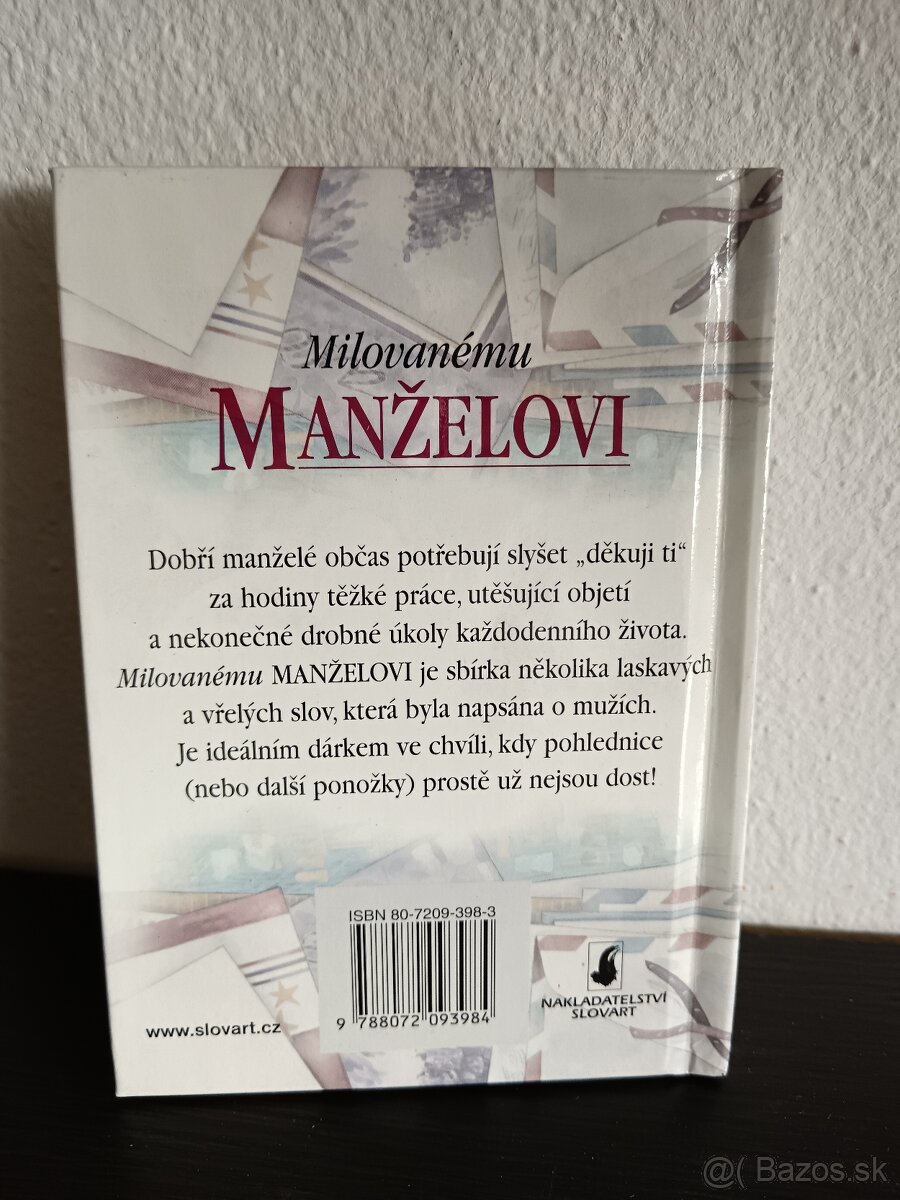 Milovanému
MANŽELOVI
Dobří manželé občas potřebují slyšet „děkuji ti“
za hodiny těžké práce, utěšující objetí
a nekonečné drobné úkoly každodenního života.
Milovanému MANŽELOVI je sbírka několika laskavých
a vřelých slov, která byla napsána o mužích.
Je ideálním dárkem ve chvíli, kdy pohlednice
(nebo další ponožky) prostě už nejsou dost!
ISBN 80-7209-398-3
9 788072 093984
www.slovart.cz
NAKLADATELSTVÍ
SLOVART
@( Bazos.sk